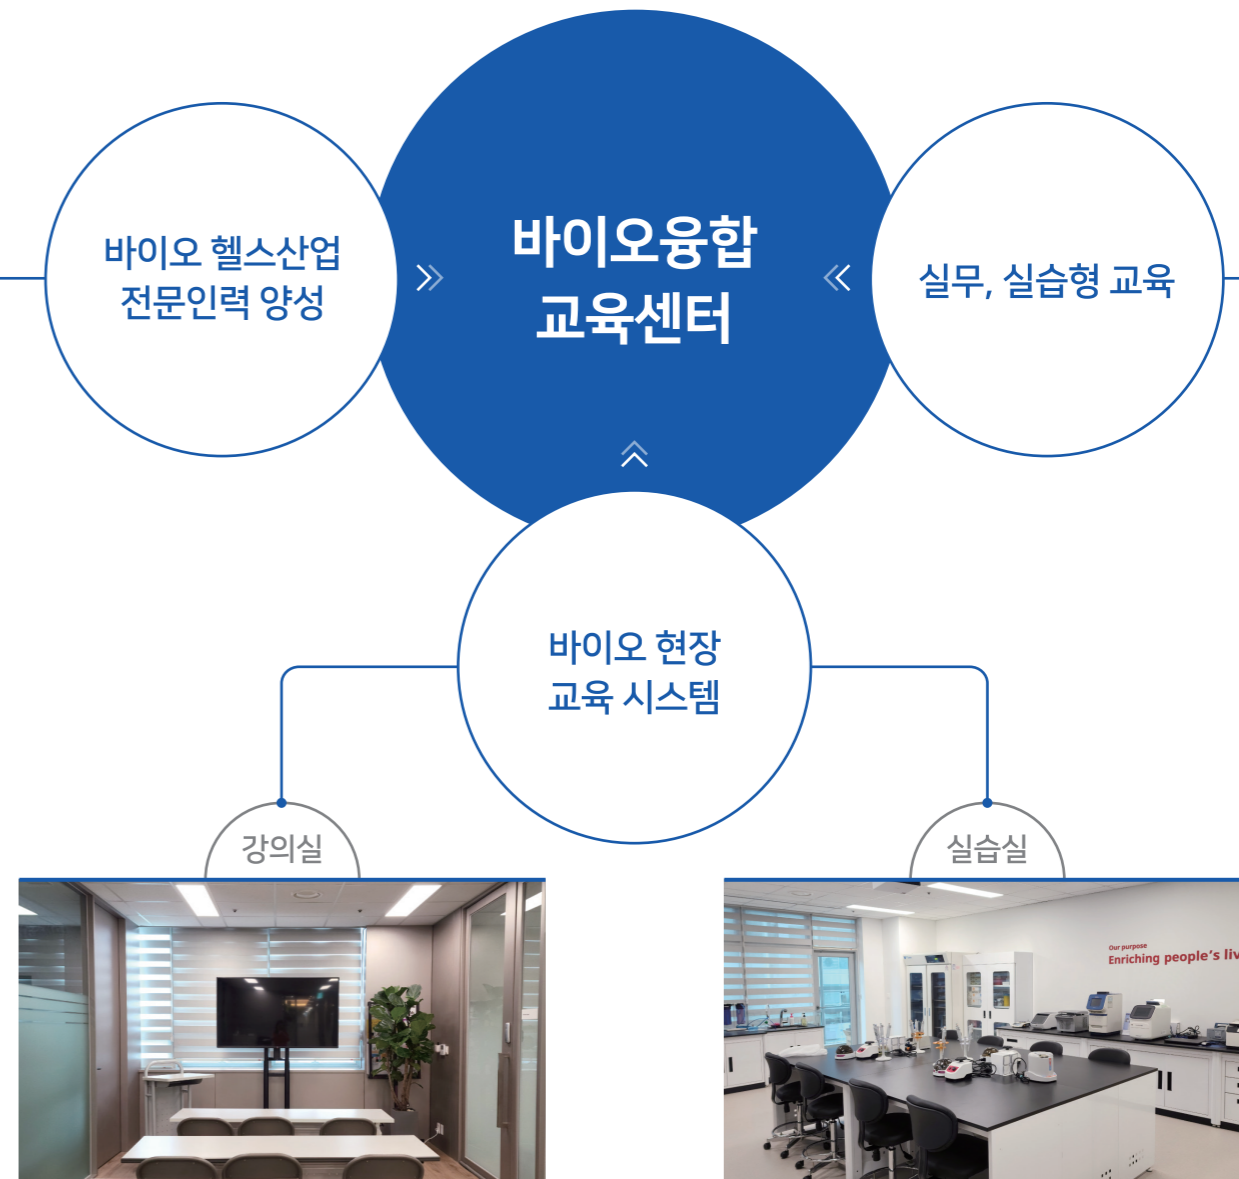 바이오융합
교육센터
바이오 헬스산업
전문인력 양성
실무, 실습형 교육
바이오 현장
교육 시스템
강의실
실습실
Our purpose
Enriching people's